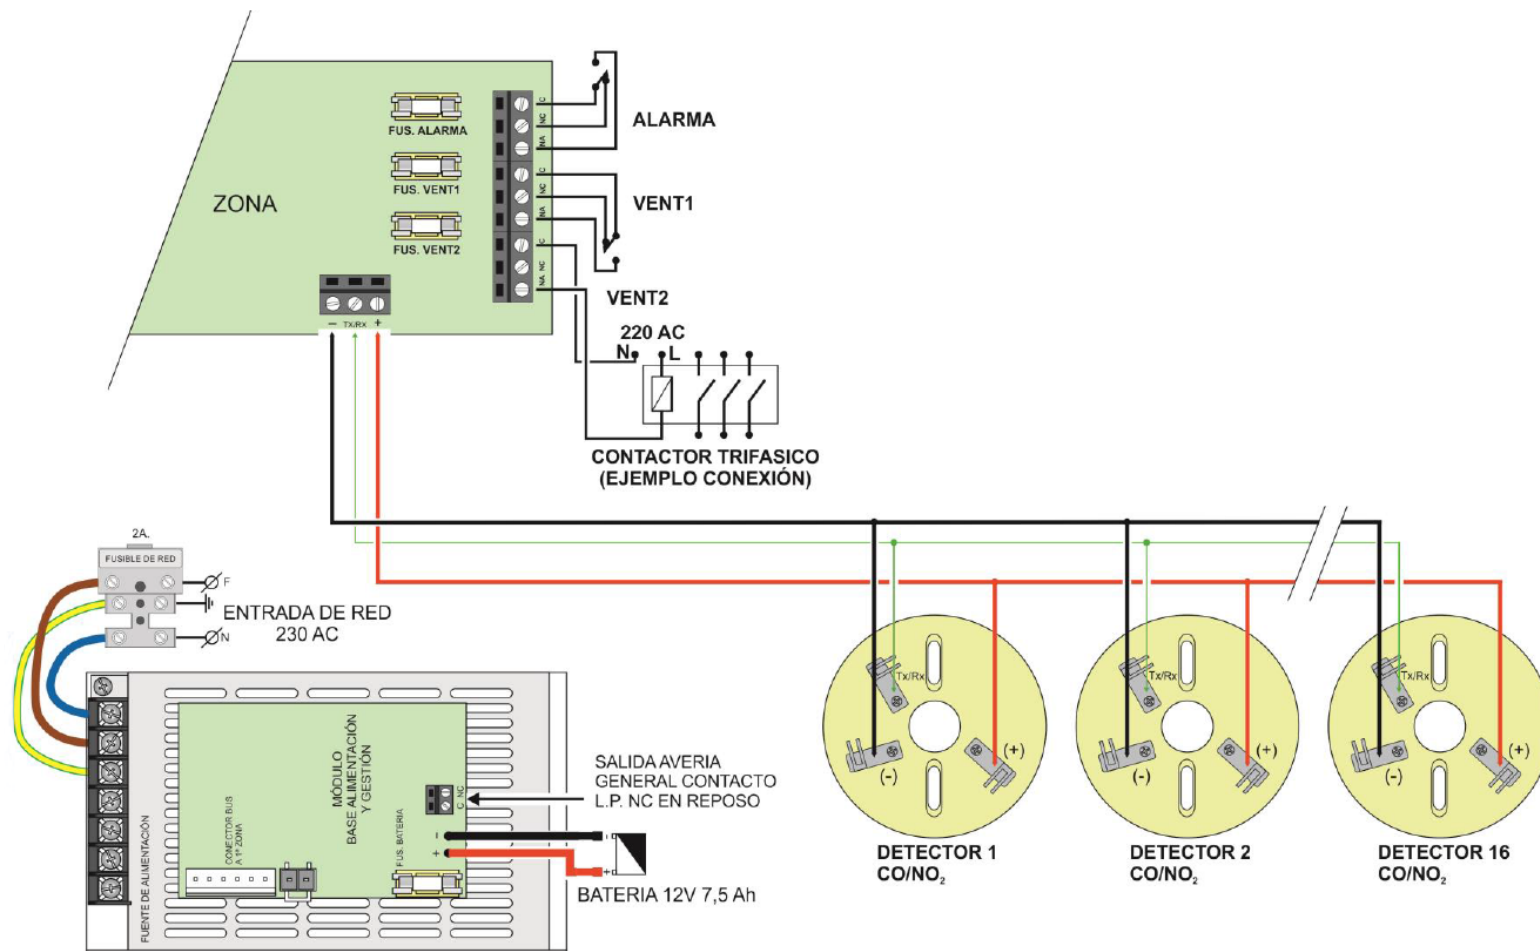 ZONA
FUS. ALARMA
FUS. VENT1
FUS. VENT2
C
NC
NA
C
NC
NA
C
NC
NA
ALARMA
VENT1
VENT2
220 AC
N
L
CONTACTOR TRIFASICO
(EJEMPLO CONEXIÓN)
−
TX/RX
+
2A.
FUSIBLE DE RED
F
N
ENTRADA DE RED
230 AC
FUENTE DE ALIMENTACIÓN
CONECTOR BUS
A 1ª ZONA
MÓDULO
BASE ALIMENTACIÓN
Y GESTIÓN
FUS. BATERIA
C
NC
-
+
-
+
SALIDA AVERIA
GENERAL CONTACTO
L.P. NC EN REPOSO
BATERIA 12V 7,5 Ah
Tx/Rx
(-)
(+)
DETECTOR 1
CO/NO₂
Tx/Rx
(-)
(+)
DETECTOR 2
CO/NO₂
Tx/Rx
(-)
(+)
DETECTOR 16
CO/NO₂